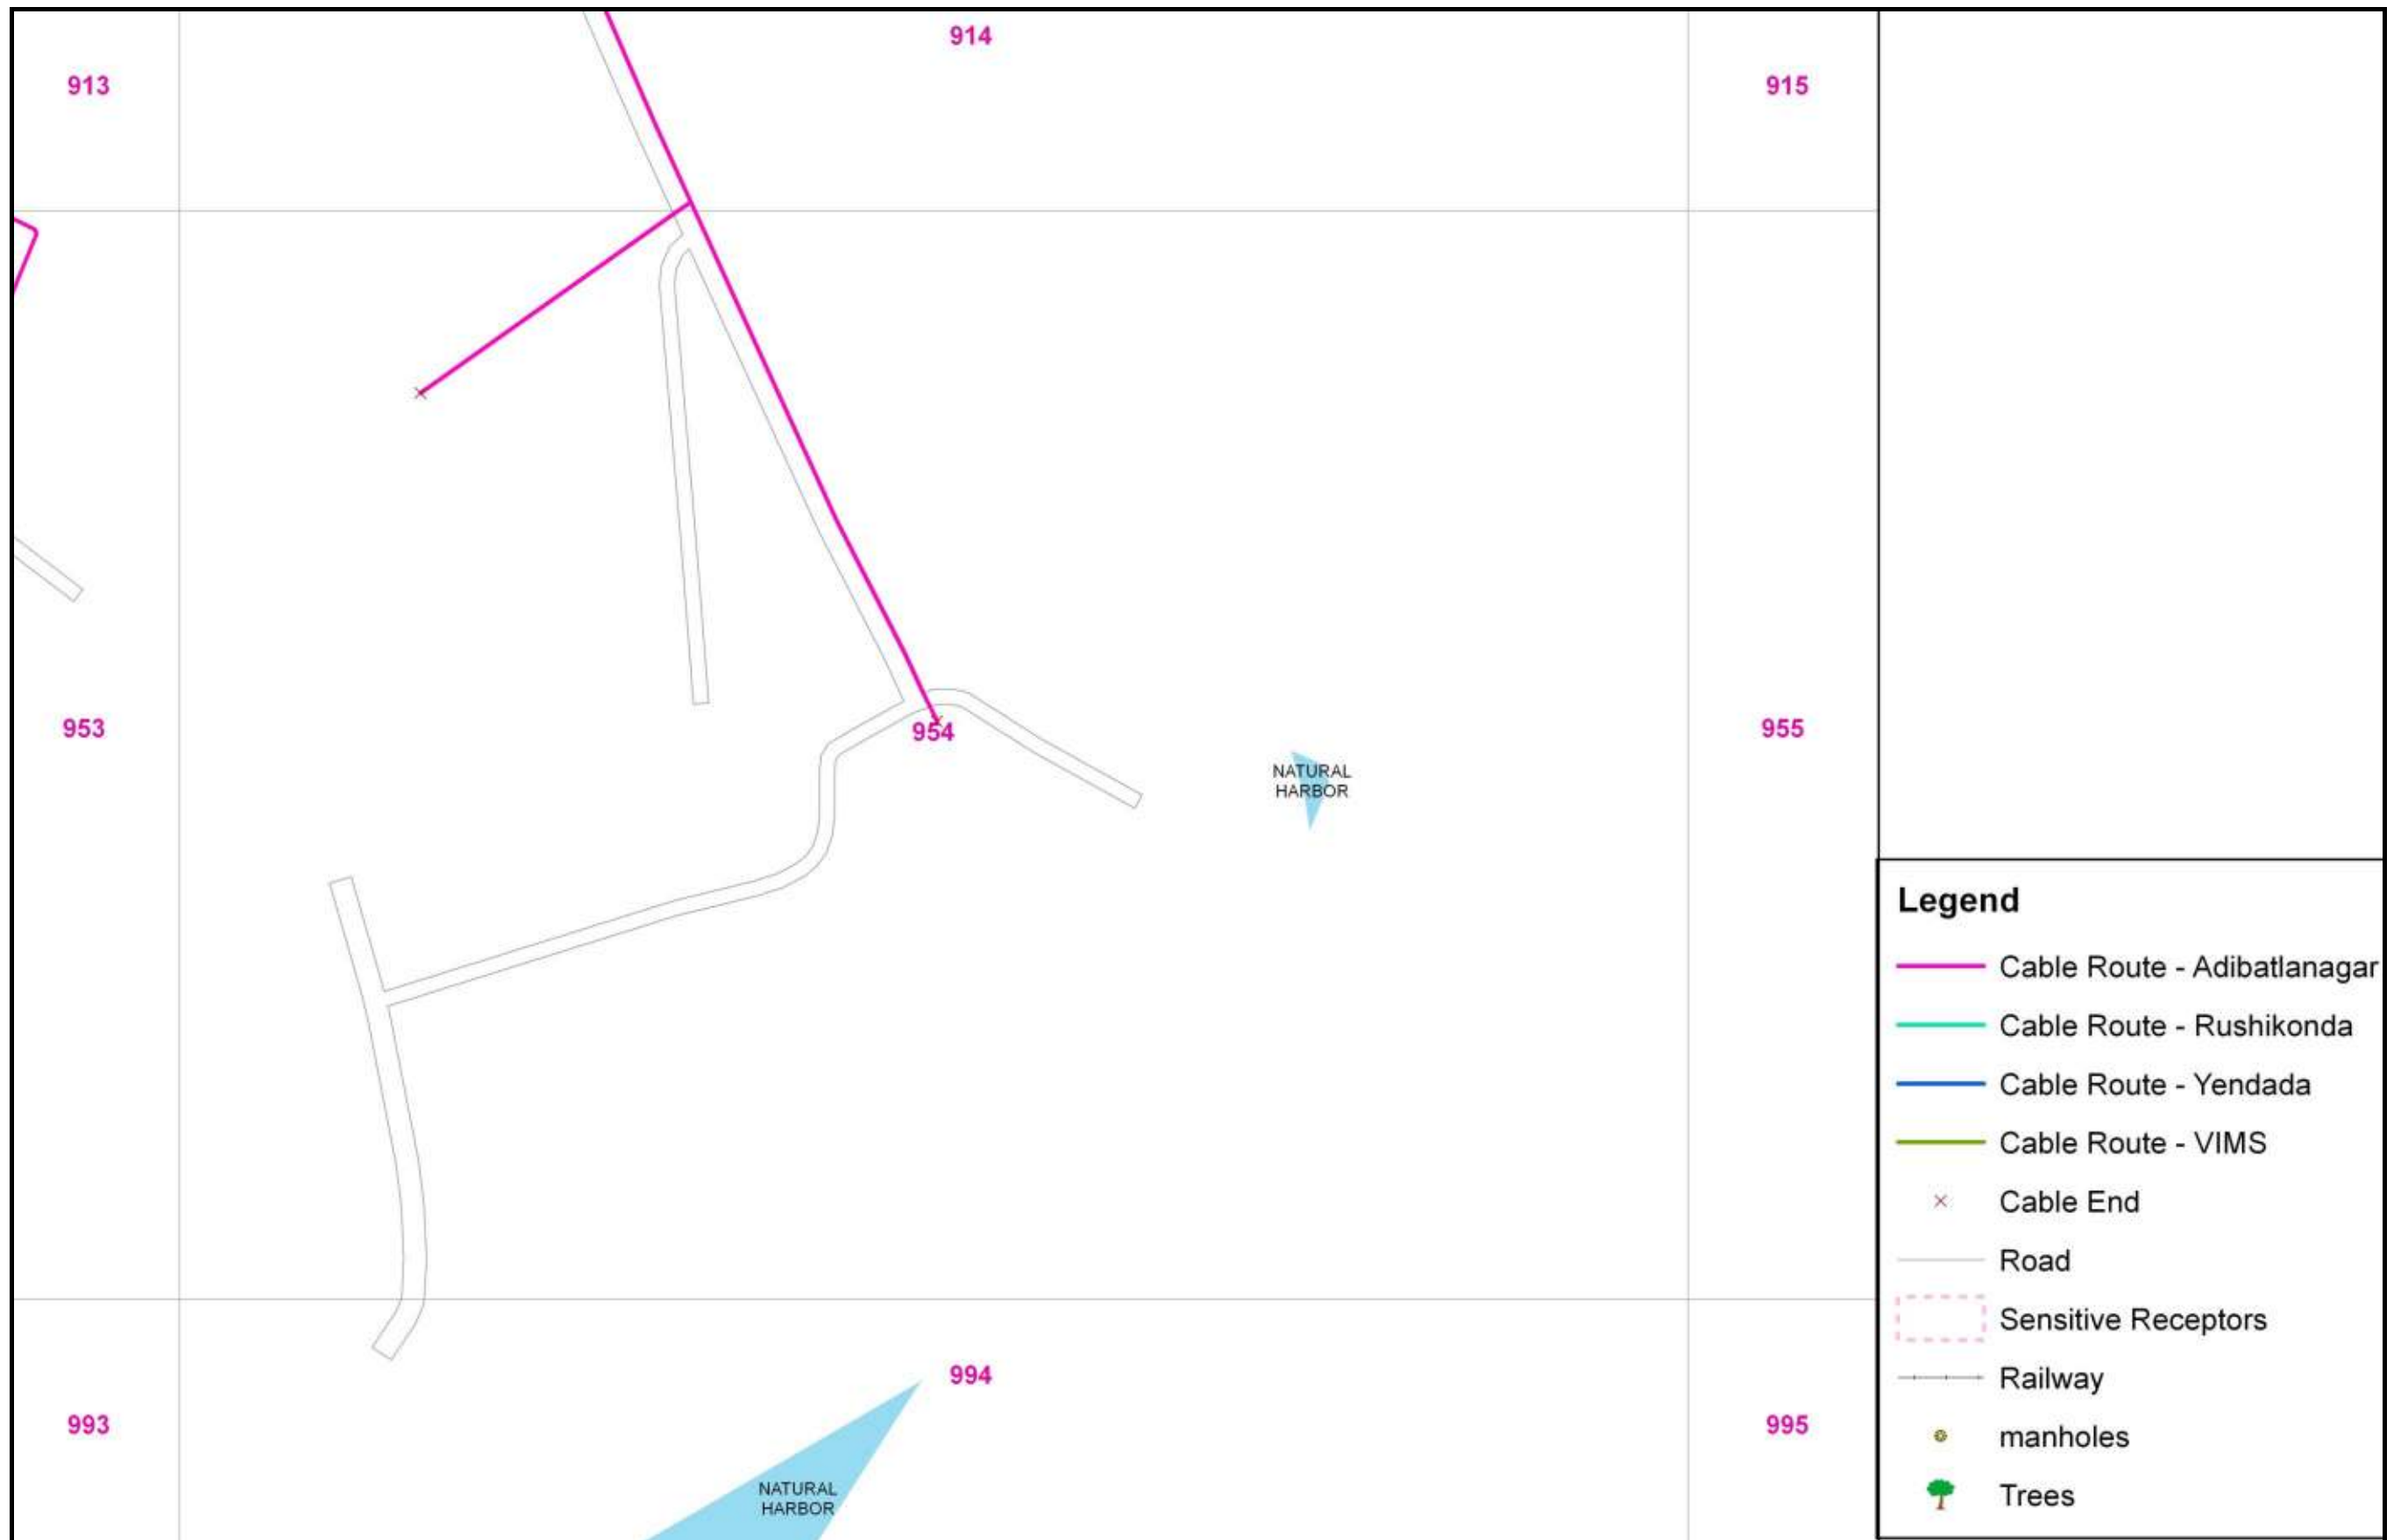 914
913
915
953
954
955
NATURAL
HARBOR
994
993
995
NATURAL
HARBOR
Legend
Cable Route - Adibatlanagar
Cable Route - Rushikonda
Cable Route - Yendada
Cable Route - VIMS
Cable End
Road
Sensitive Receptors
Railway
manholes
Trees